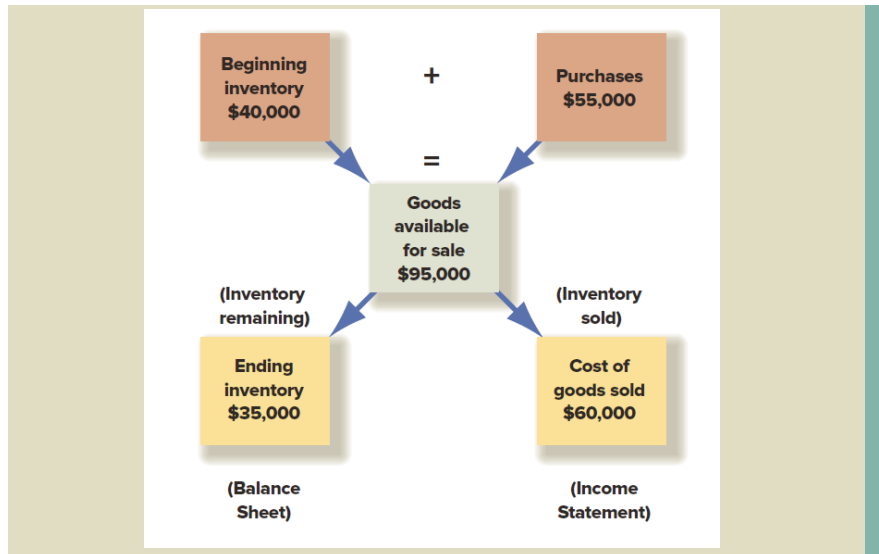 Beginning
inventory
$40,000
+
Purchases
$55,000
=
Goods
available
for sale
$95,000
(Inventory
remaining)
(Inventory
sold)
Ending
inventory
$35,000
Cost of
goods sold
$60,000
(Balance
Sheet)
(Income
Statement)